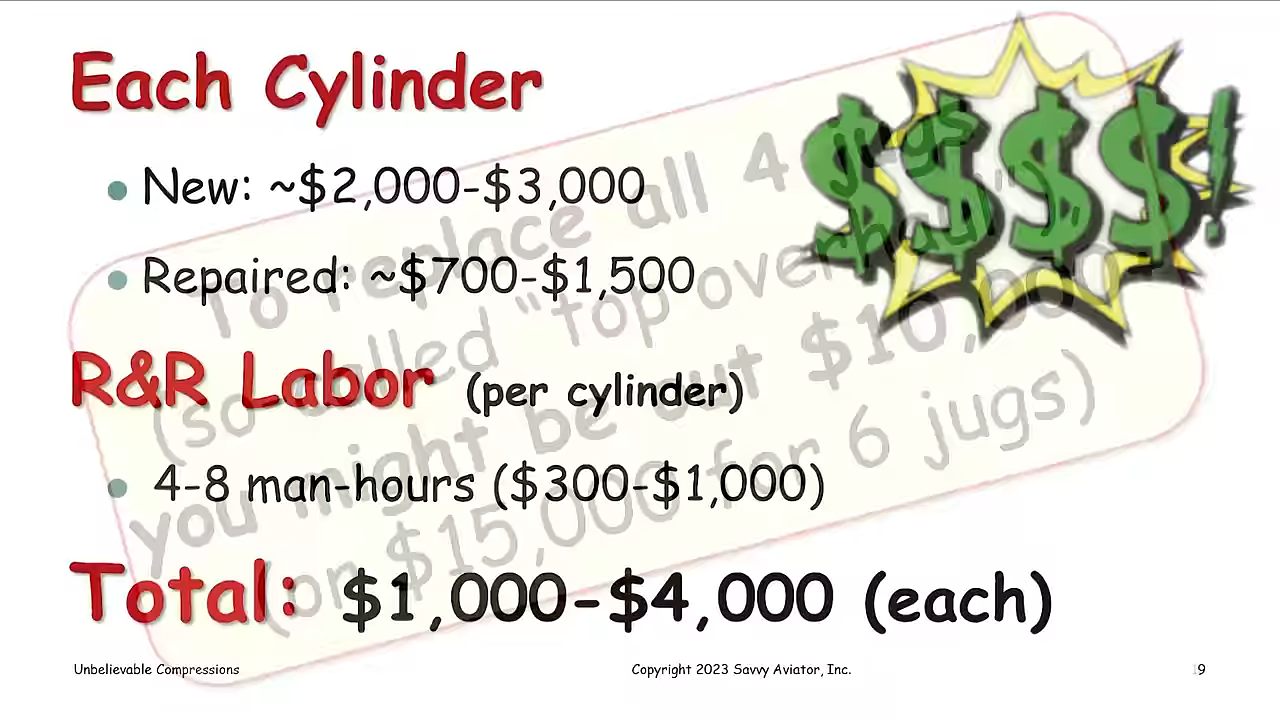 Each Cylinder
$$$$!
• New: ~$2,000-$3,000
• Repaired: ~$700-$1,500
R&R Labor (per cylinder)
• 4-8 man-hours ($300-$1,000)
Total: $1,000-$4,000 (each)
To replace all 4 jugs
(so called "top overhaul")
you might be out $10,000
(or $15,000 for 6 jugs)
Unbelievable Compressions
Copyright 2023 Savvy Aviator, Inc.
9